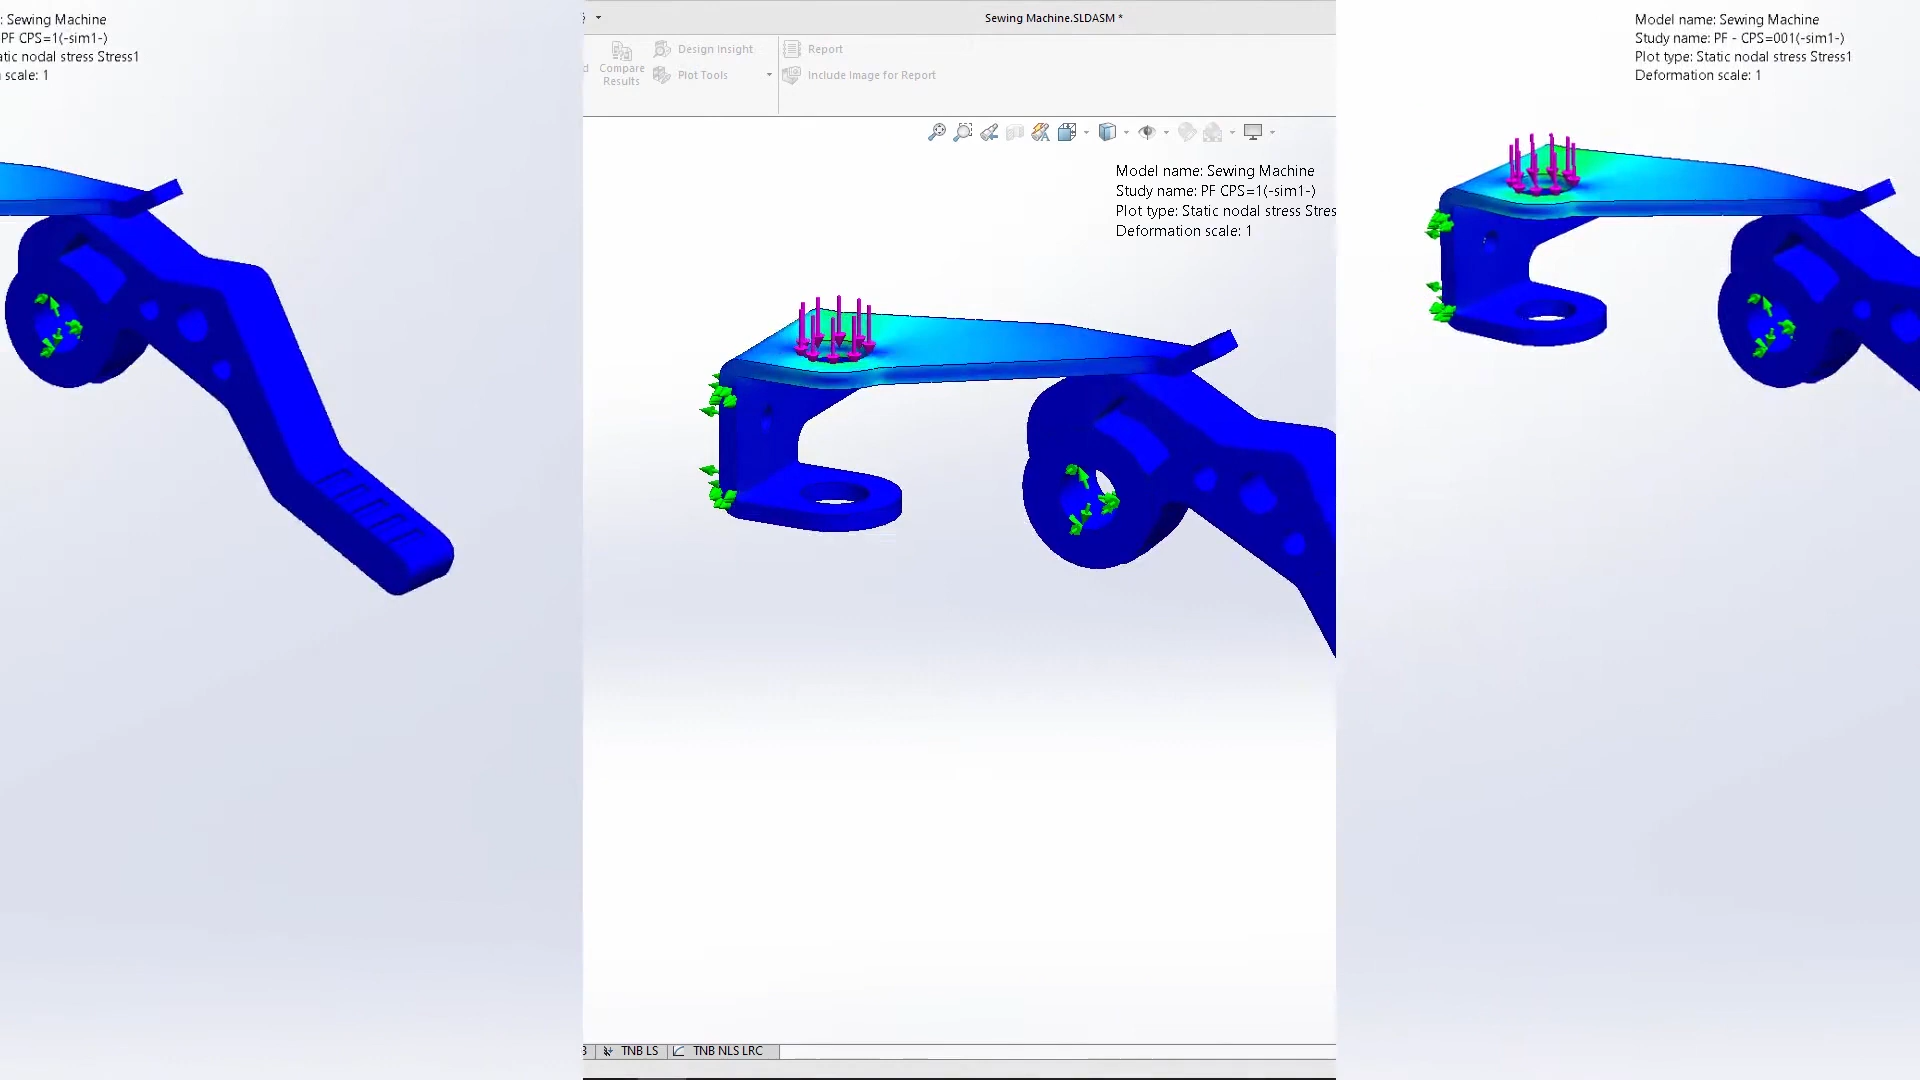 : Sewing Machine
PF CPS=1(-sim1-)
atic nodal stress Stress1
scale: 1
Sewing Machine.SLDASM *
Compare
Results
Design Insight
Plot Tools
Report
Include Image for Report
Model name: Sewing Machine
Study name: PF CPS=1(-sim1-)
Plot type: Static nodal stress Stres
Deformation scale: 1
TNB LS
TNB NLS LRC
Model name: Sewing Machine
Study name: PF - CPS=001(-sim1-)
Plot type: Static nodal stress Stress1
Deformation scale: 1